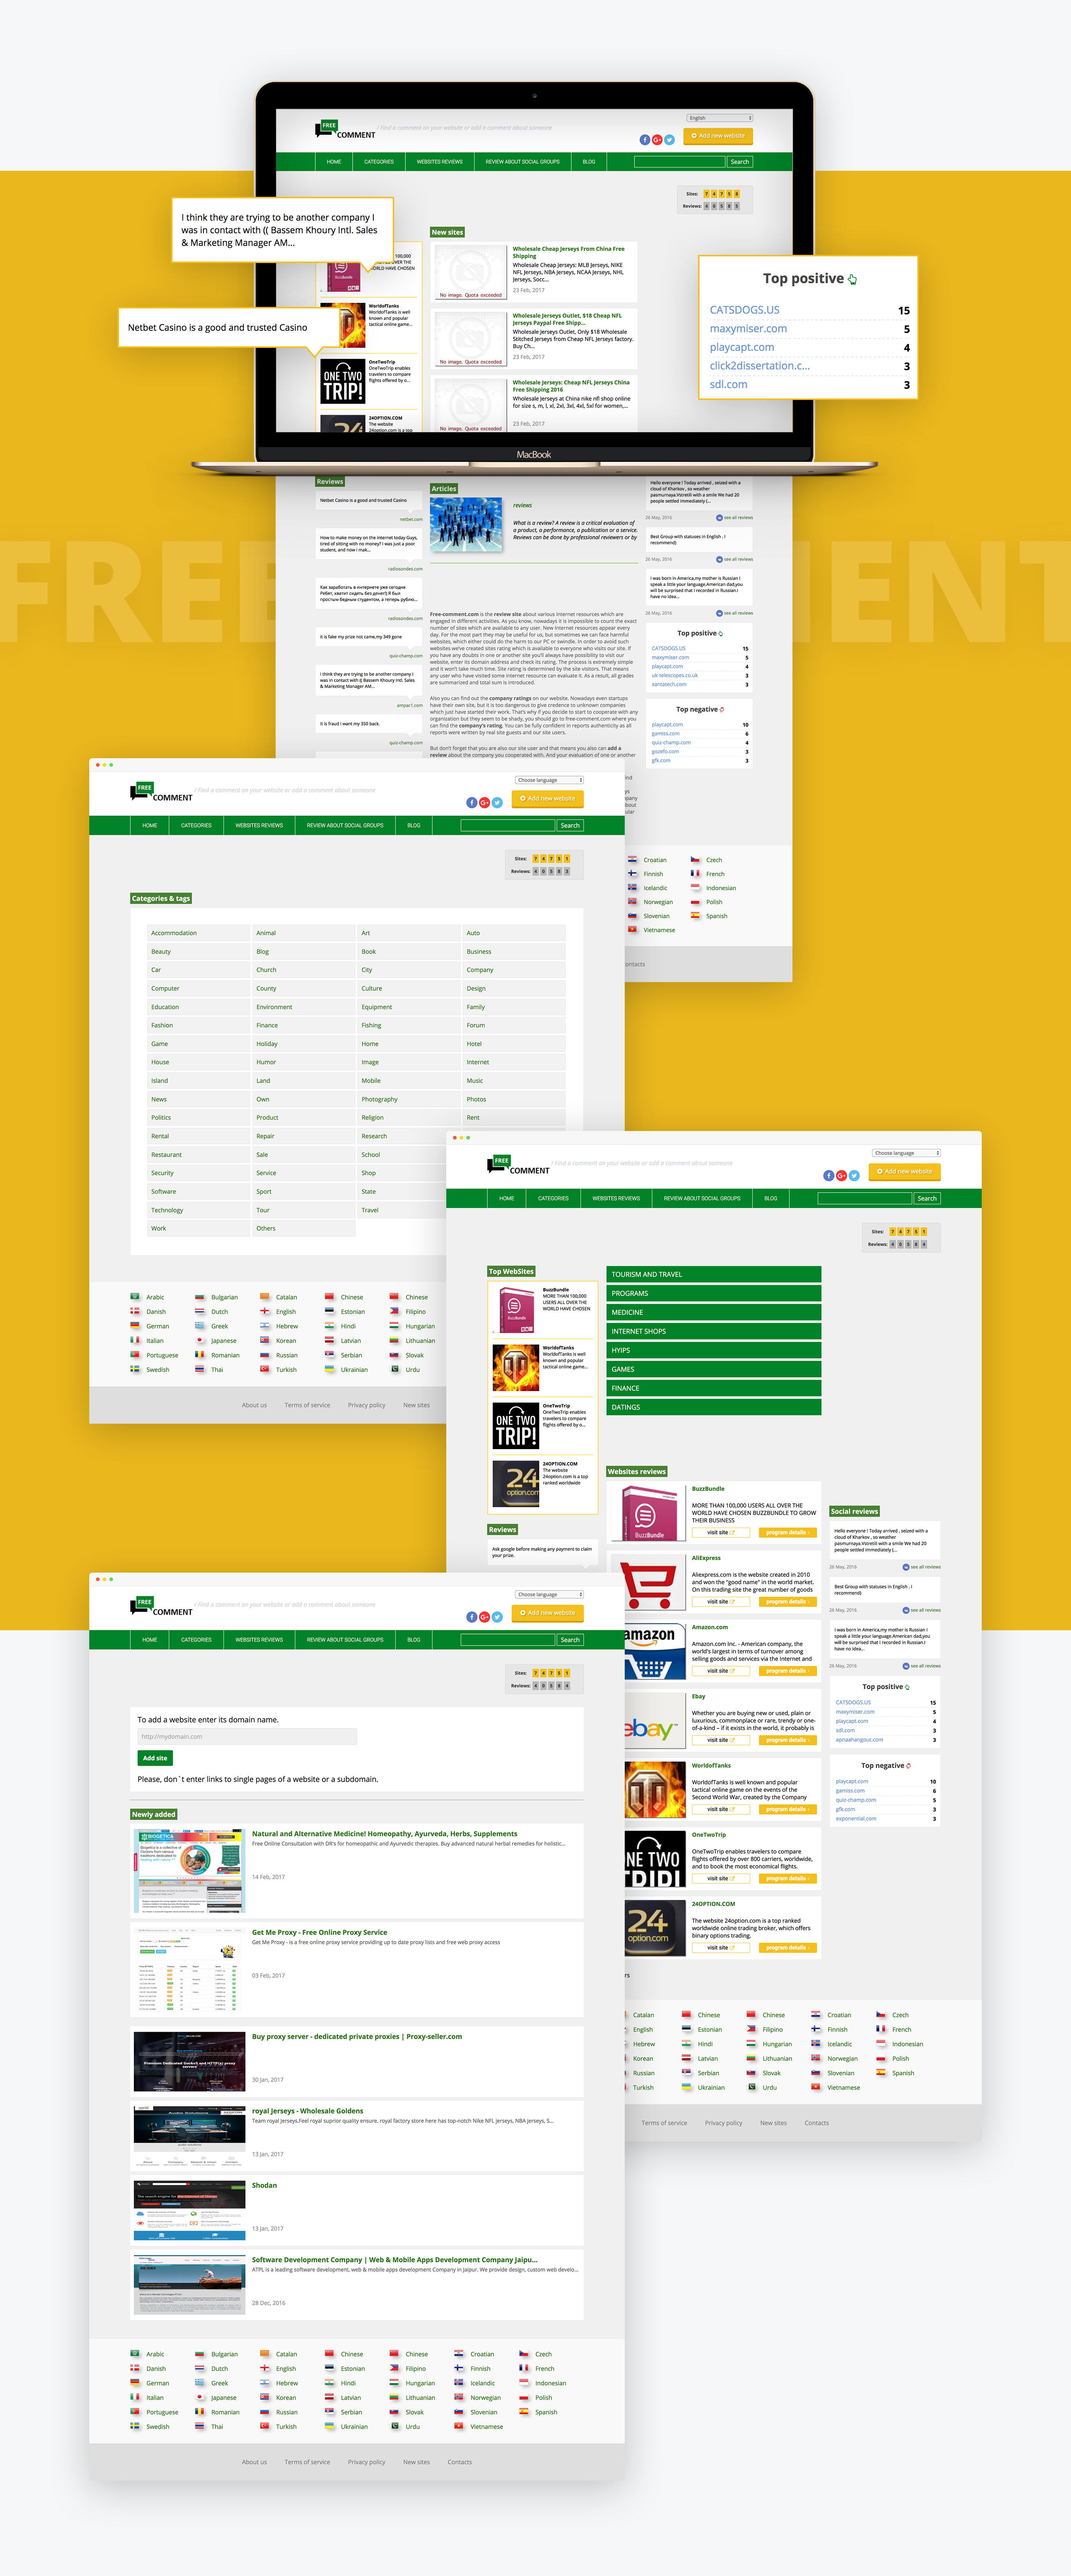 English
FREE
COMMENT
/ Find a comment on your website or add a comment about someone
Add new website
HOME
CATEGORIES
WEBSITES REVIEWS
REVIEW ABOUT SOCIAL GROUPS
BLOG
Search
Sites: 7 4 7 5 8
Reviews:
I think they are trying to be another company I
was in contact with (( Bassem Khoury Intl. Sales
& Marketing Manager AM...
Netbet Casino is a good and trusted Casino
New sites
Wholesale Cheap Jerseys From China Free
Shipping
Wholesale Cheap Jerseys: MLB Jerseys, NIKE
NFL Jerseys, NBA Jerseys, NCAA Jerseys, NHL
Jerseys, Socc...
23 Feb, 2017
No image. Quota exceeded
Wholesale Jerseys Outlet, $18 Cheap NFL
Jerseys Paypal Free Shipp...
Wholesale Jerseys Outlet, Only $18 Wholesale
Stitched Jerseys from Cheap NFL Jerseys factory.
Buy Ch...
23 Feb, 2017
No image. Quota exceeded
Wholesale Jerseys: Cheap NFL Jerseys China
Free Shipping 2016
Wholesale Jerseys at China nike nfl shop online
for size s, m, l, xl, 2xl, 3xl, 4xl, 5xl for women,...
23 Feb, 2017
No image. Quota exceeded
WorldofTanks
WorldofTanks is well
known and popular
tactical online game...
OneTwoTrip
OneTwoTrip enables
travelers to compare
flights offered by o...
ONE TWO
TRIP!
24OPTION.COM
The website
24option.com is a top
Top positive
CATSDOGS.US 15
maxymiser.com 5
playcapt.com 4
click2dissertation.c... 3
sdl.com 3
MacBook
FREE
ENT
Reviews
Netbet Casino is a good and trusted Casino
netbet.com
How to make money on the internet today Guys,
tired of sitting with no money? I was just a poor
student, and now i mak...
radiosondes.com
Как заработать в интернете уже сегодня
Ребят, хватит сидеть без денег! Я был
простым бедным студентом, а теперь рублю...
radiosondes.com
it is fake my prize not came,my 349 gone
quiz-champ.com
I think they are trying to be another company I
was in contact with (( Bassem Khoury Intl. Sales
& Marketing Manager AM...
ampac1.com
It is fraud i want my 350 back.
quiz-champ.com
Articles
reviews
What is a review? A review is a critical evaluation of
a product, a performance, a publication or a service.
Reviews can be done by professional reviewers or by
Free-comment.com is the review site about various Internet resources which are
engaged in different activities. As you know, nowadays it is impossible to count the exact
number of sites which are available to any user. New Internet resources appear every
day. For the most part they may be useful for us, but sometimes we can face harmful
websites, which either could do the harm to our PC or swindle. In order to avoid such
websites we've created sites rating which is available to everyone who visits our site. If
you have any doubts in one or another site you'll always have possibility to visit our
website, enter its domain address and check its rating. The process is extremely simple
and it won't take much time. Site rating is determined by the site visitors. That means
any user who have visited some internet resource can evaluate it. As a result, all grades
are summarized and total sum is introduced.
Also you can find out the company ratings on our website. Nowadays even startups
have their own site, but it is too dangerous to give credence to unknown companies
which just have started their work. That's why if you decide to start to cooperate with any
organization but they seem to be shady, you should go to free-comment.com where you
can find the company's rating. You can be fully confident in reports authenticity as all
reports were written by real site guests and our site users.
But don't forget that you are also our site user and that means you also can add a
review about the company you cooperated with. And your evaluation of one or another
Hello everyone ! Today arrived , seized with a
cloud of Kharkov , so weather
pasmurnaya.Vstretili with a smile We had 20
people settled immediately (...
26 May, 2016
see all reviews
Best Group with statuses in English . I
recommend)
26 May, 2016
see all reviews
I was born in America,my mother is Russian I
speak a little your language.American dad,you
will be surprised that I recorded in Russian.I
have no idea...
26 May, 2016
see all reviews
Top positive
CATSDOGS.US 15
maxymiser.com 5
playcapt.com 4
uk-telescopes.co.uk 3
xaristech.com 3
Top negative
playcapt.com 10
gamiss.com 6
quiz-champ.com 4
gozefo.com 3
gfk.com 3
Croatian
Czech
Finnish
French
Icelandic
Indonesian
Norwegian
Polish
Slovenian
Spanish
Vietnamese
ontacts
Choose language
FREE
COMMENT
/ Find a comment on your website or add a comment about someone
Add new website
HOME
CATEGORIES
WEBSITES REVIEWS
REVIEW ABOUT SOCIAL GROUPS
BLOG
Search
Sites: 7 4 7 5 1
Reviews: 4 0 5 8 3
Categories & tags
Accommodation Animal Art Auto
Beauty Blog Book Business
Car Church City Company
Computer County Culture Design
Education Environment Equipment Family
Fashion Finance Fishing Forum
Game Holiday Home Hotel
House Humor Image Internet
Island Land Mobile Music
News Own Photography Photos
Politics Product Religion Rent
Rental Repair Research
Restaurant Sale School
Security Service Shop
Software Sport State
Technology Tour Travel
Work Others
Arabic Bulgarian Catalan Chinese Chinese
Danish Dutch English Estonian Filipino
German Greek Hebrew Hindi Hungarian
Italian Japanese Korean Latvian Lithuanian
Portuguese Romanian Russian Serbian Slovak
Swedish Thai Turkish Ukrainian Urdu
About us Terms of service Privacy policy New sites
Choose language
FREE
COMMENT
/ Find a comment on your website or add a comment about someone
Add new website
HOME
CATEGORIES
WEBSITES REVIEWS
REVIEW ABOUT SOCIAL GROUPS
BLOG
Search
Sites: 7 4 7 5 1
Reviews: 4 0 5 8 4
Top WebSites
BuzzBundle
MORE THAN 100,000
USERS ALL OVER THE
WORLD HAVE CHOSEN
WorldofTanks
WorldofTanks is well
known and popular
tactical online game...
ONE TWO
TRIP!
OneTwoTrip
OneTwoTrip enables
travelers to compare
flights offered by o...
24
option.com
24OPTION.COM
The website
24option.com is a top
ranked worldwide
Reviews
Ask google before making any payment to claim
your prize.
TOURISM AND TRAVEL
PROGRAMS
MEDICINE
INTERNET SHOPS
HYIPS
GAMES
FINANCE
DATINGS
Websites reviews
BuzzBundle
BuzzBundle
MORE THAN 100,000 USERS ALL OVER THE
WORLD HAVE CHOSEN BUZZBUNDLE TO GROW
THEIR BUSINESS
visit site
program details
AliExpress
Aliexpress.com is the website created in 2010
and won the "good name" in the world market.
On this trading site the great number of goods
visit site
program details
amazon
Amazon.com
Amazon.com Inc. - American company, the
world's largest in terms of turnover among
selling goods and services via the Internet and
visit site
program details
ebay
Ebay
Whether you are buying new or used, plain or
luxurious, commonplace or rare, trendy or one-
of-a-kind – if it exists in the world, it probably is
visit site
program details
WorldofTanks
WorldofTanks is well known and popular
tactical online game on the events of the
Second World War, created by the Company
visit site
program details
NE TWO
OneTwoTrip
OneTwoTrip enables travelers to compare
flights offered by over 800 carriers, worldwide,
and to book the most economical flights.
visit site
program details
24
option.com
24OPTION.COM
The website 24option.com is a top ranked
worldwide online trading broker, which offers
binary options trading,
visit site
program details
Social reviews
Hello everyone ! Today arrived , seized with a
cloud of Kharkov , so weather
pasmurnaya.Vstretili with a smile We had 20
people settled immediately (...
26 May, 2016
see all reviews
Best Group with statuses in English . I
recommend)
26 May, 2016
see all reviews
I was born in America,my mother is Russian I
speak a little your language.American dad,you
will be surprised that I recorded in Russian.I
have no idea...
26 May, 2016
see all reviews
Top positive
CATSDOGS.US 15
maxymiser.com 5
playcapt.com 4
sdl.com 3
apnaahangout.com 3
Top negative
playcapt.com 10
gamiss.com 6
quiz-champ.com 5
gfk.com 3
exponential.com 3
Catalan Chinese Chinese Croatian Czech
English Estonian Filipino Finnish French
Hebrew Hindi Hungarian Icelandic Indonesian
Korean Latvian Lithuanian Norwegian Polish
Russian Serbian Slovak Slovenian Spanish
Turkish Ukrainian Urdu Vietnamese
Terms of service Privacy policy New sites Contacts
Choose language
FREE
COMMENT
/ Find a comment on your website or add a comment about someone
Add new website
HOME
CATEGORIES
WEBSITES REVIEWS
REVIEW ABOUT SOCIAL GROUPS
BLOG
Search
Sites: 7 4 7 5 1
Reviews: 4 0 5 8 4
To add a website enter its domain name.
http://mydomain.com
Add site
Please, don`t enter links to single pages of a website or a subdomain.
Newly added
Natural and Alternative Medicine! Homeopathy, Ayurveda, Herbs, Supplements
Free Online Consultation with DR's for homeopathic and Ayurvedic therapies. Buy advanced natural herbal remedies for holistic...
14 Feb, 2017
Get Me Proxy - Free Online Proxy Service
Get Me Proxy - is a free online proxy service providing up to date proxy lists and free web proxy access
03 Feb, 2017
Buy proxy server - dedicated private proxies | Proxy-seller.com
30 Jan, 2017
royal Jerseys - Wholesale Goldens
Team royal Jerseys.Feel royal suprior quality ensure. royal factory store here has top-notch Nike NFL jerseys, NBA jerseys, S...
13 Jan, 2017
Shodan
13 Jan, 2017
Software Development Company | Web & Mobile Apps Development Company Jaipu...
ATPL is a leading software development, web & mobile apps development Company in Jaipur. We provide design, custom web develo...
28 Dec, 2016
Arabic Bulgarian Catalan Chinese Chinese Croatian Czech
Danish Dutch English Estonian Filipino Finnish French
German Greek Hebrew Hindi Hungarian Icelandic Indonesian
Italian Japanese Korean Latvian Lithuanian Norwegian Polish
Portuguese Romanian Russian Serbian Slovak Slovenian Spanish
Swedish Thai Turkish Ukrainian Urdu Vietnamese
About us Terms of service Privacy policy New sites Contacts